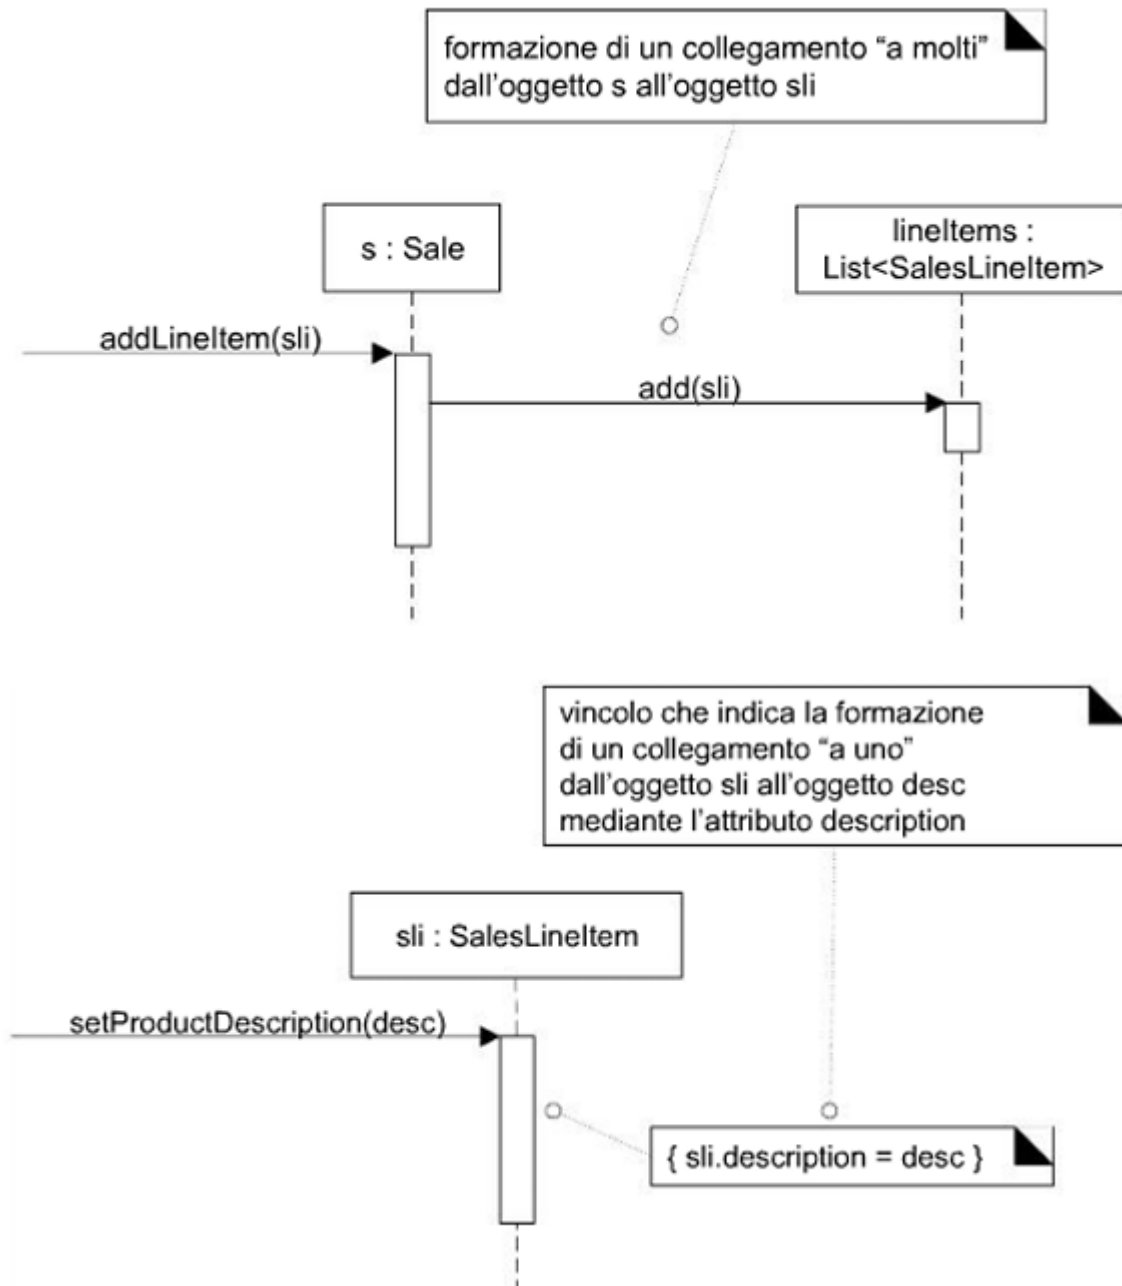 formazione di un collegamento “a molti”
dall'oggetto s all'oggetto sli
s : Sale
lineItems :
List<SalesLineItem>
addLineItem(sli)
add(sli)
vincolo che indica la formazione
di un collegamento “a uno”
dall'oggetto sli all'oggetto desc
mediante l'attributo description
sli : SalesLineItem
setProductDescription(desc)
{ sli.description = desc }